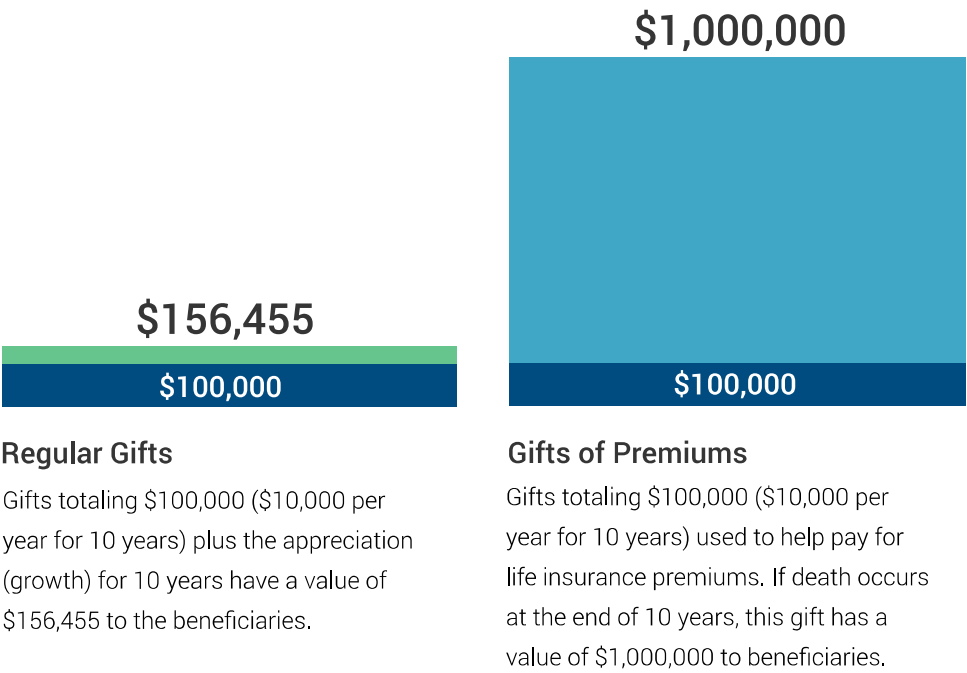 $156,455
$100,000
Regular Gifts
Gifts totaling $100,000 ($10,000 per
year for 10 years) plus the appreciation
(growth) for 10 years have a value of
$156,455 to the beneficiaries.
$1,000,000
$100,000
Gifts of Premiums
Gifts totaling $100,000 ($10,000 per
year for 10 years) used to help pay for
life insurance premiums. If death occurs
at the end of 10 years, this gift has a
value of $1,000,000 to beneficiaries.